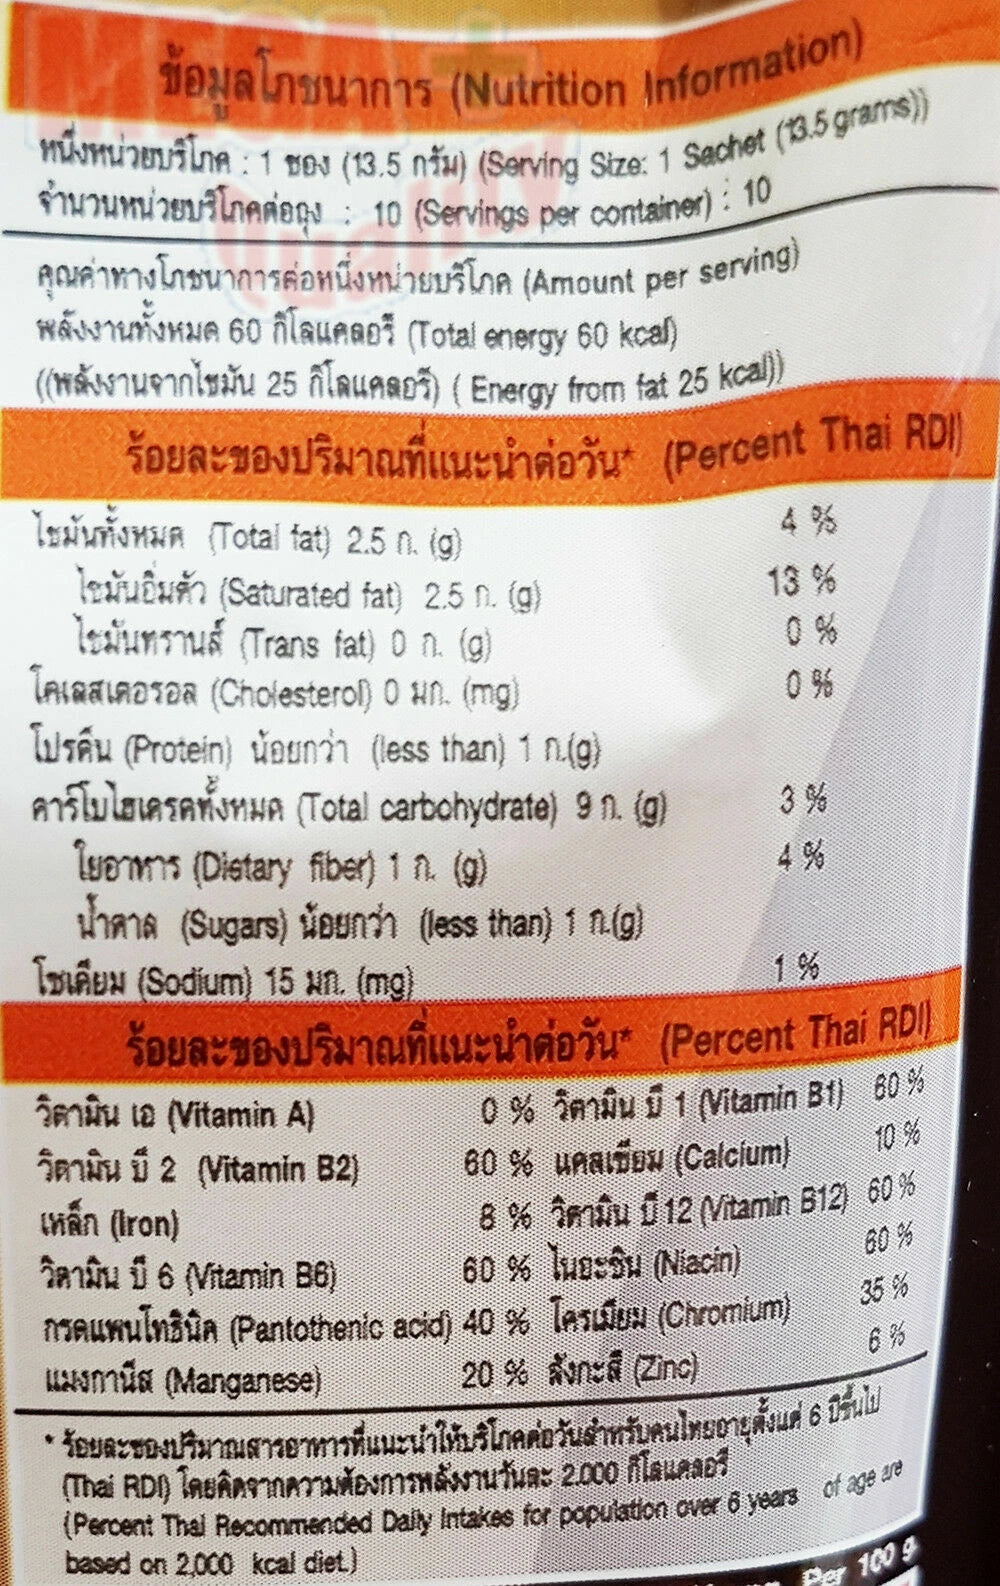 MEGA+
Quality
ข้อมูลโภชนาการ (Nutrition Information)
หนึ่งหน่วยบริโภค : 1 ซอง (13.5 กรัม) (Serving Size: 1 Sachet (13.5 grams))
จำนวนหน่วยบริโภคต่อถุง : 10 (Servings per container) : 10
คุณค่าทางโภชนาการต่อหนึ่งหน่วยบริโภค (Amount per serving)
พลังงานทั้งหมด 60 กิโลแคลอรี (Total energy 60 kcal)
((พลังงานจากไขมัน 25 กิโลแคลอรี) ( Energy from fat 25 kcal))
ร้อยละของปริมาณที่แนะนำต่อวัน* (Percent Thai RDI)
ไขมันทั้งหมด (Total fat) 2.5 ก. (g) 4 %
ไขมันอิ่มตัว (Saturated fat) 2.5 ก. (g) 13 %
ไขมันทรานส์ (Trans fat) 0 ก. (g) 0 %
โคเลสเตอรอล (Cholesterol) 0 มก. (mg) 0 %
โปรตีน (Protein) น้อยกว่า (less than) 1 ก.(g)
คาร์โบไฮเดรตทั้งหมด (Total carbohydrate) 9 ก. (g) 3 %
ใยอาหาร (Dietary fiber) 1 ก. (g) 4 %
น้ำตาล (Sugars) น้อยกว่า (less than) 1 ก.(g)
โซเดียม (Sodium) 15 มก. (mg) 1 %
ร้อยละของปริมาณที่แนะนำต่อวัน* (Percent Thai RDI)
วิตามิน เอ (Vitamin A) 0 % วิตามิน บี 1 (Vitamin B1) 60 %
วิตามิน บี 2 (Vitamin B2) 60 % แคลเซียม (Calcium) 10 %
เหล็ก (Iron) 8 % วิตามิน บี 12 (Vitamin B12) 60 %
วิตามิน บี 6 (Vitamin B6) 60 % ไนอะซิน (Niacin) 60 %
กรดแพนโทธินิค (Pantothenic acid) 40 % โครเมียม (Chromium) 35 %
แมงกานีส (Manganese) 20 % สังกะสี (Zinc) 6 %
* ร้อยละของปริมาณสารอาหารที่แนะนำให้บริโภคต่อวันสำหรับคนไทยอายุตั้งแต่ 6 ปีขึ้นไป
(Thai RDI) โดยคิดจากความต้องการพลังงานวันละ 2.000 กิโลแคลอรี
(Percent Thai Recommended Daily Intakes for population over 6 years of age are
based on 2,000 kcal diet.)
Per 100 g